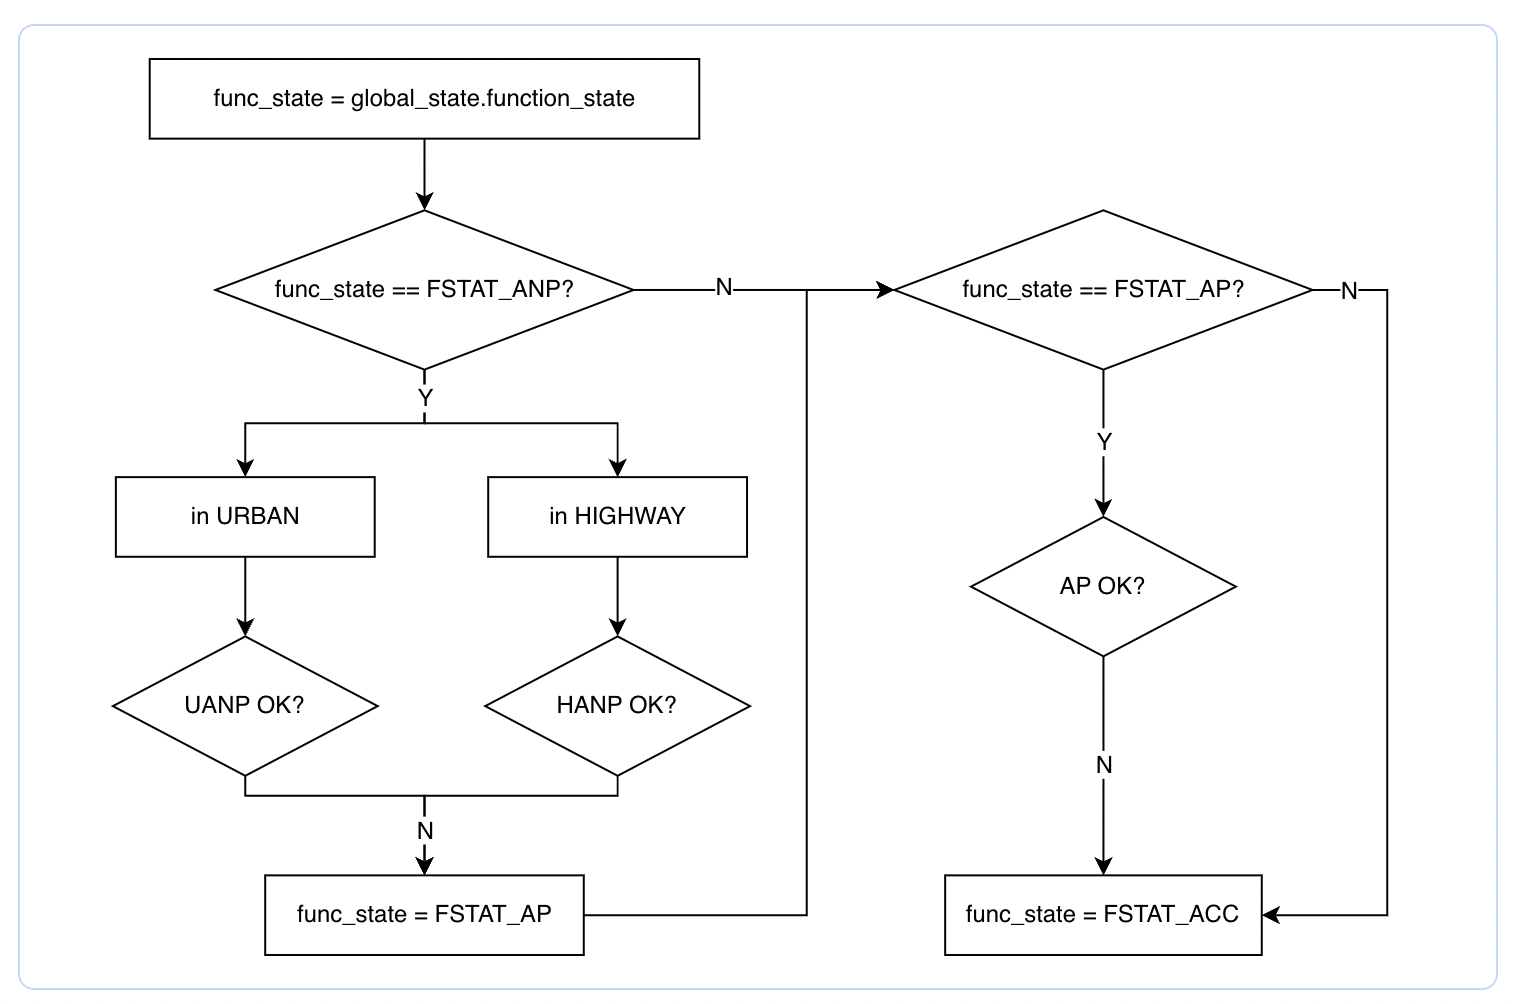 func_state = global_state.function_state
func_state == FSTAT_ANP?
N
func_state == FSTAT_AP?
N
Y
Y
in URBAN
in HIGHWAY
AP OK?
UANP OK?
HANP OK?
N
N
func_state = FSTAT_AP
func_state = FSTAT_ACC